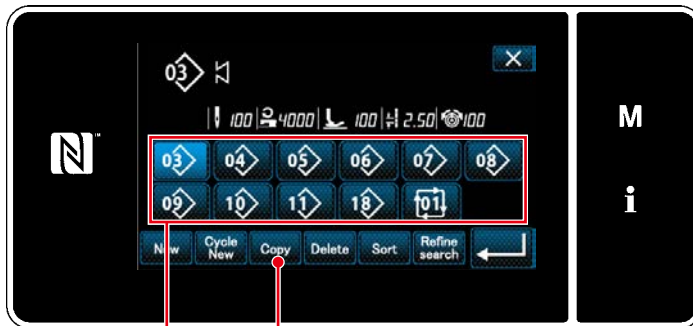 03
100 4000 100 2.50 100
03 04 05 06 07 08
09 10 11 18 01
New Cycle New Copy Delete Sort Refine search
M
i